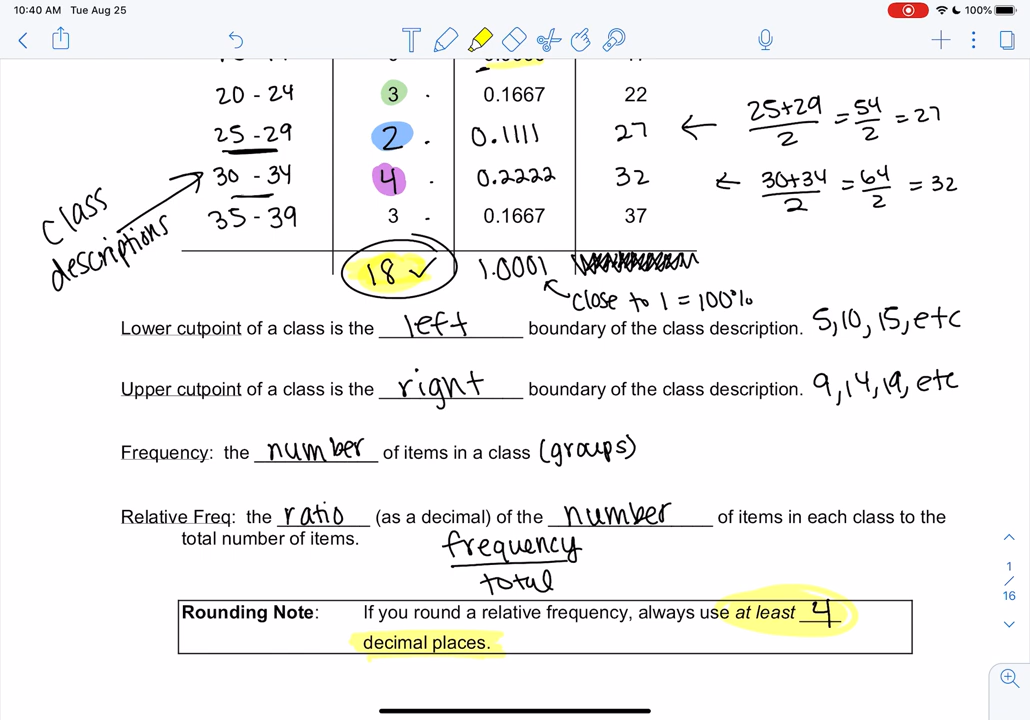 10:40 AM Tue Aug 25 100%
T
20 - 24 3 0.1667 22
25 - 29 2 0.1111 27 ← 25+29/2 = 54/2 = 27
30 - 34 4 0.2222 32 ← 30+34/2 = 64/2 = 32
35 - 39 3 0.1667 37
class descriptions
18 ✓ 1.0001
close to 1 = 100%
Lower cutpoint of a class is the left boundary of the class description. 5, 10, 15, etc
Upper cutpoint of a class is the right boundary of the class description. 9, 14, 19, etc
Frequency: the number of items in a class (groups)
Relative Freq: the ratio (as a decimal) of the number of items in each class to the
total number of items.
frequency
total
Rounding Note: If you round a relative frequency, always use at least 4
decimal places.
1
/
16